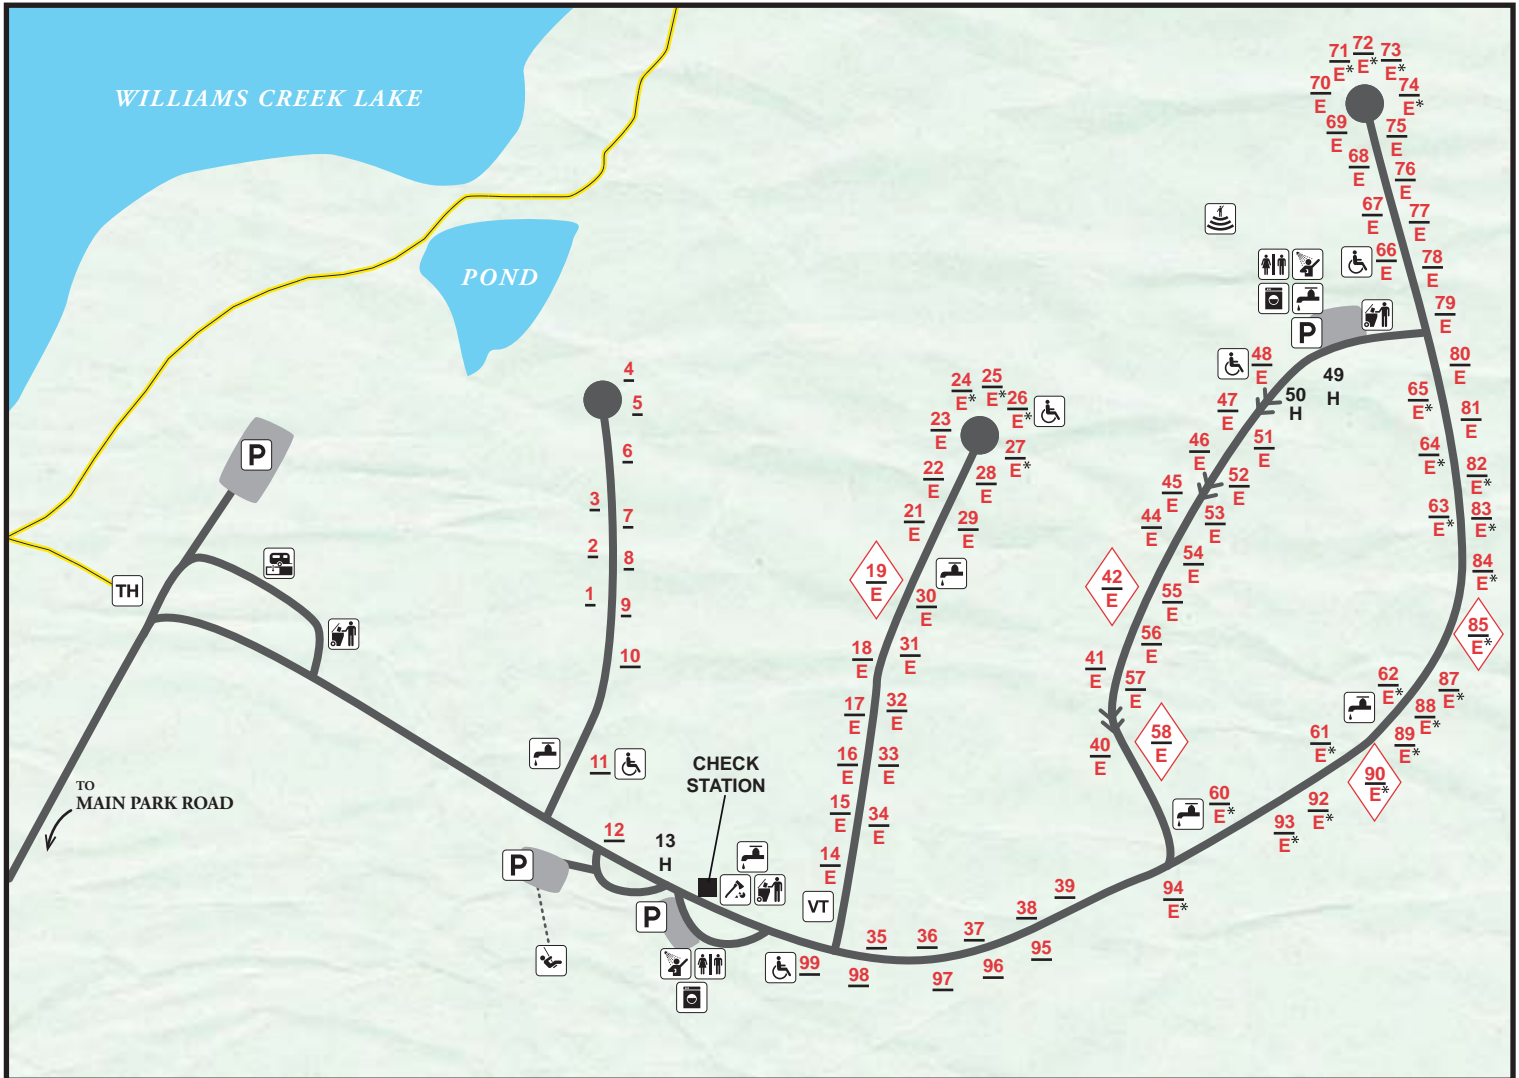 WILLIAMS CREEK LAKE
POND
P
TH
TO
MAIN PARK ROAD
4
5
6
3
7
2
8
1
9
10
11
12
13
H
P
P
CHECK
STATION
VT
14
E
15
E
16
E
17
E
18
E
19
E
21
E
22
E
23
E
24
E*
25
E*
26
E*
27
E*
28
E
29
E
30
E
31
E
32
E
33
E
34
E
35
36
37
38
39
40
E
41
E
42
E
44
E
45
E
46
E
47
E
48
E
49
H
50
H
51
E
52
E
53
E
54
E
55
E
56
E
57
E
58
E
60
E*
61
E*
62
E*
63
E*
64
E*
65
E*
P
66
E
67
E
68
E
69
E
70
E
71
E*
72
E*
73
E*
74
E*
75
E
76
E
77
E
78
E
79
E
80
E
81
E
82
E*
83
E*
84
E*
85
E*
87
E*
88
E*
89
E*
90
E*
92
E*
93
E*
94
E*
95
96
97
98
99